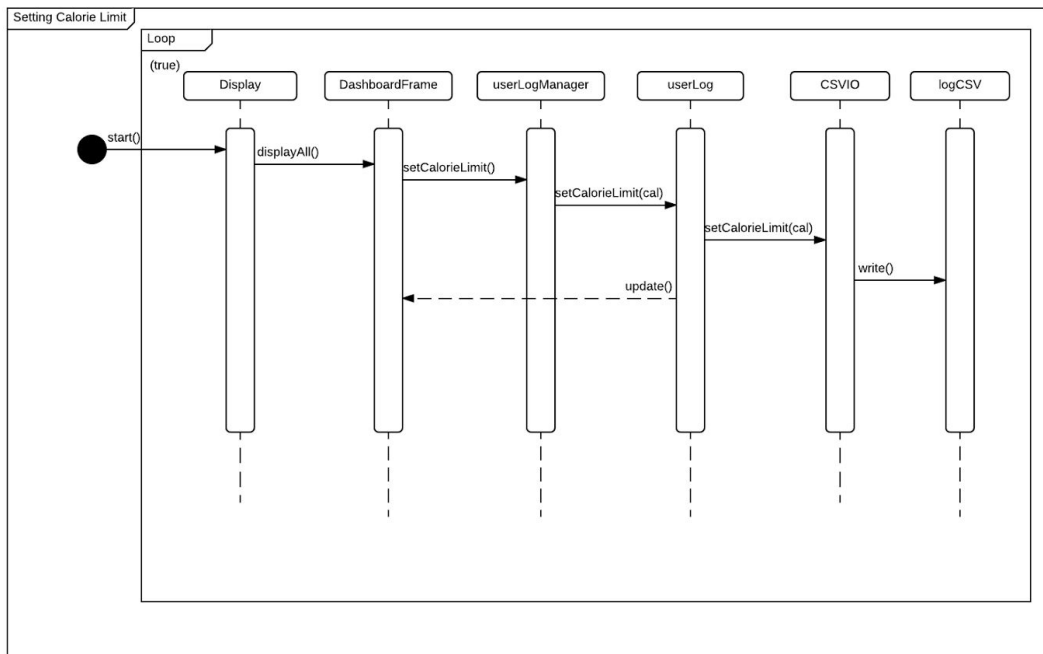 Setting Calorie Limit
Loop
(true)
Display
DashboardFrame
userLogManager
userLog
CSVIO
logCSV
start()
displayAll()
setCalorieLimit()
setCalorieLimit(cal)
setCalorieLimit(cal)
write()
update()